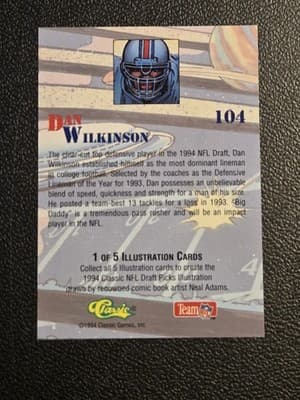 104
DAN
WILKINSON
The clear-cut top defensive player in the 1994 NFL Draft, Dan
Wilkinson established himself as the most dominant lineman
in college football. Selected by the coaches as the Defensive
Lineman of the Year for 1993, Dan possesses an unbelievable
blend of speed, quickness and strength for a man of his size.
He posted a team-best 13 tackles for a loss in 1993. "Big
Daddy" is a tremendous pass rusher and will be an impact
player in the NFL.
1 OF 5 ILLUSTRATION CARDS
Collect all 5 Illustration cards to create the
1994 Classic NFL Draft Picks Illustration
drawn by renowned comic book artist Neal Adams.
Classic
©1994 Classic Games, Inc.
Team